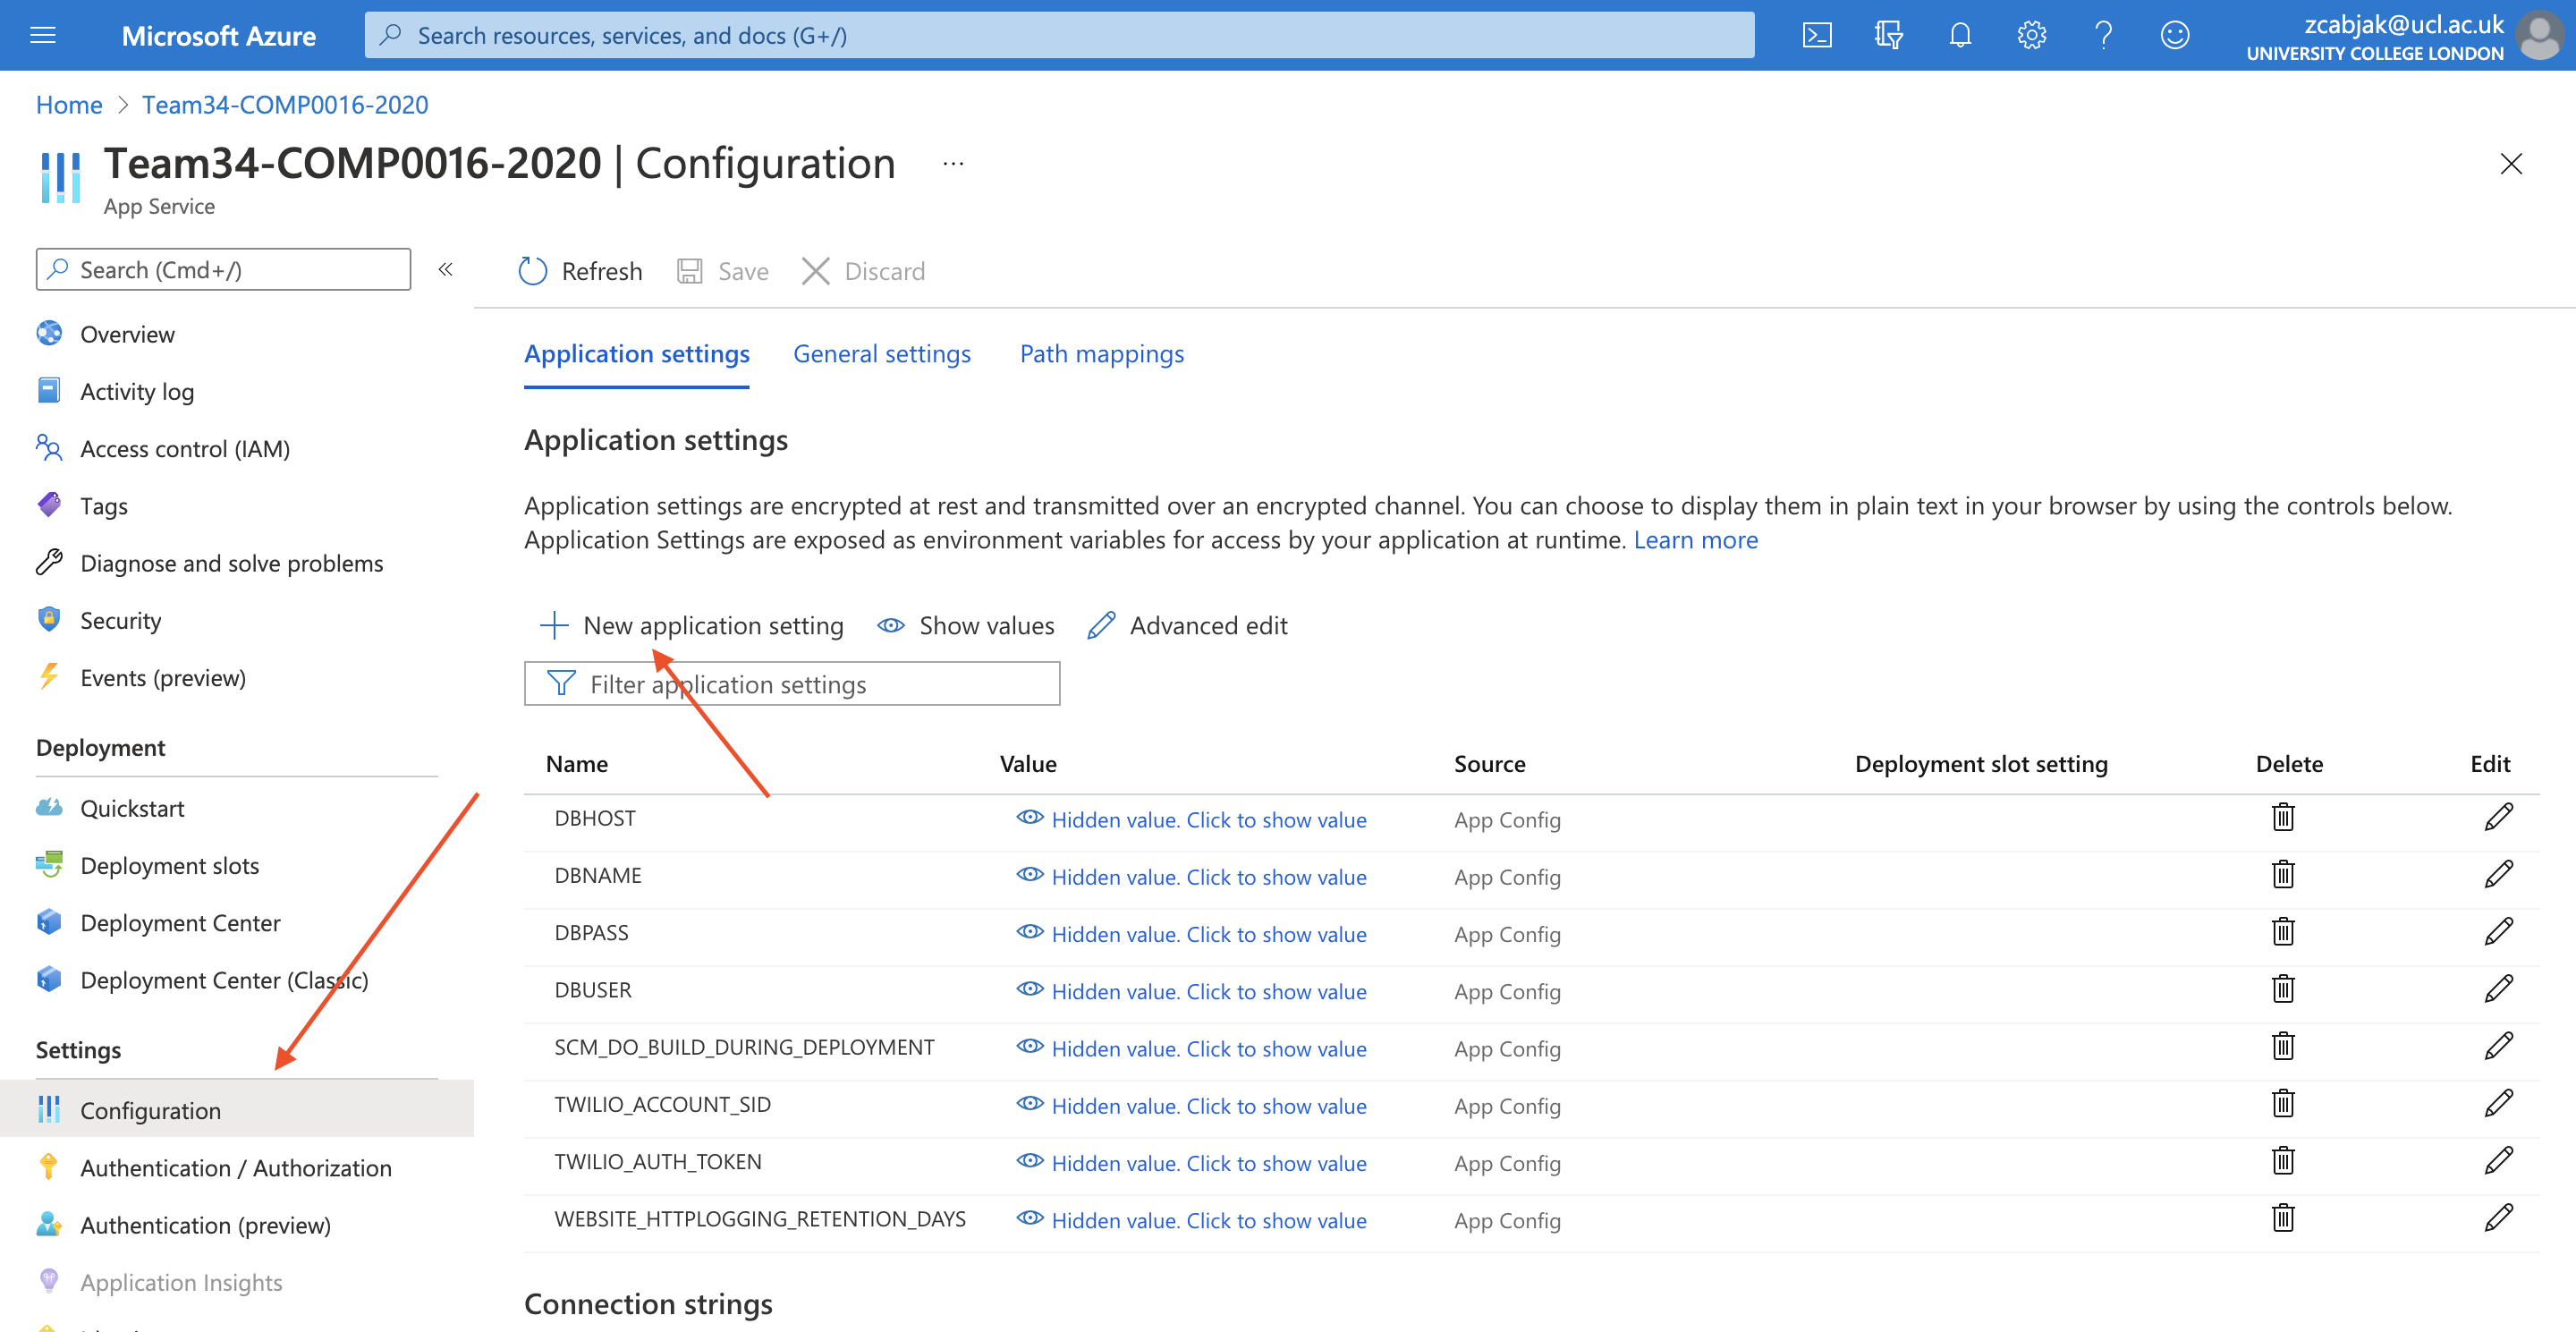 Microsoft Azure
Search resources, services, and docs (G+/)
zcabjak@ucl.ac.uk
UNIVERSITY COLLEGE LONDON
Home > Team34-COMP0016-2020
Team34-COMP0016-2020 | Configuration ...
App Service
Search (Cmd+/)
«
Overview
Activity log
Access control (IAM)
Tags
Diagnose and solve problems
Security
Events (preview)
Deployment
Quickstart
Deployment slots
Deployment Center
Deployment Center (Classic)
Settings
Configuration
Authentication / Authorization
Authentication (preview)
Application Insights
Refresh Save Discard
Application settings General settings Path mappings
Application settings
Application settings are encrypted at rest and transmitted over an encrypted channel. You can choose to display them in plain text in your browser by using the controls below.
Application Settings are exposed as environment variables for access by your application at runtime. Learn more
New application setting Show values Advanced edit
Filter application settings
Name Value Source Deployment slot setting Delete Edit
DBHOST Hidden value. Click to show value App Config
DBNAME Hidden value. Click to show value App Config
DBPASS Hidden value. Click to show value App Config
DBUSER Hidden value. Click to show value App Config
SCM_DO_BUILD_DURING_DEPLOYMENT Hidden value. Click to show value App Config
TWILIO_ACCOUNT_SID Hidden value. Click to show value App Config
TWILIO_AUTH_TOKEN Hidden value. Click to show value App Config
WEBSITE_HTTPLOGGING_RETENTION_DAYS Hidden value. Click to show value App Config
Connection strings